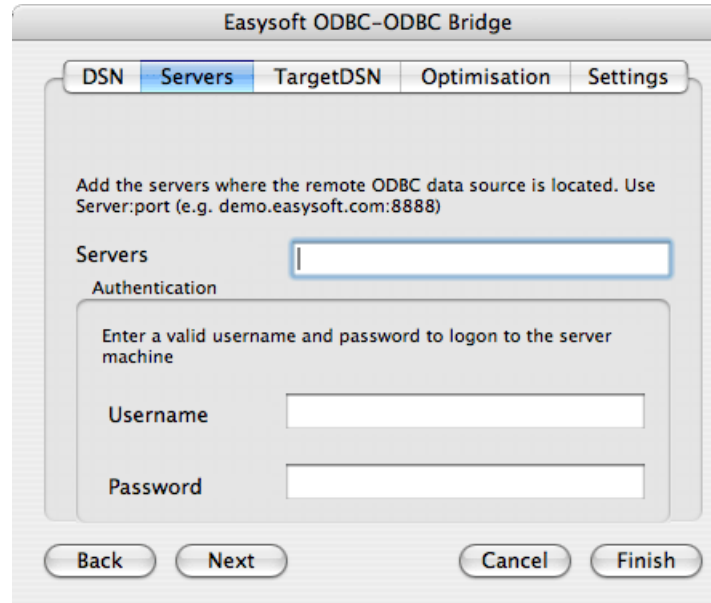 Easysoft ODBC-ODBC Bridge
DSN Servers TargetDSN Optimisation Settings
Add the servers where the remote ODBC data source is located. Use
Server:port (e.g. demo.easysoft.com:8888)
Servers
Authentication
Enter a valid username and password to logon to the server
machine
Username
Password
Back Next Cancel Finish